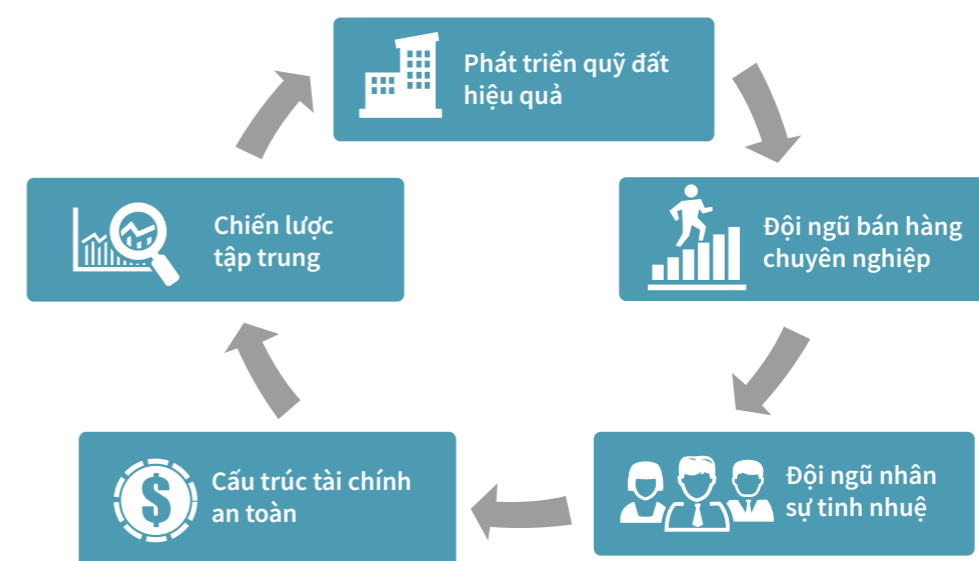 Phát triển quỹ đất
hiệu quả
Chiến lược
tập trung
Đội ngũ bán hàng
chuyên nghiệp
Cấu trúc tài chính
an toàn
$
Đội ngũ nhân
sự tinh nhuệ